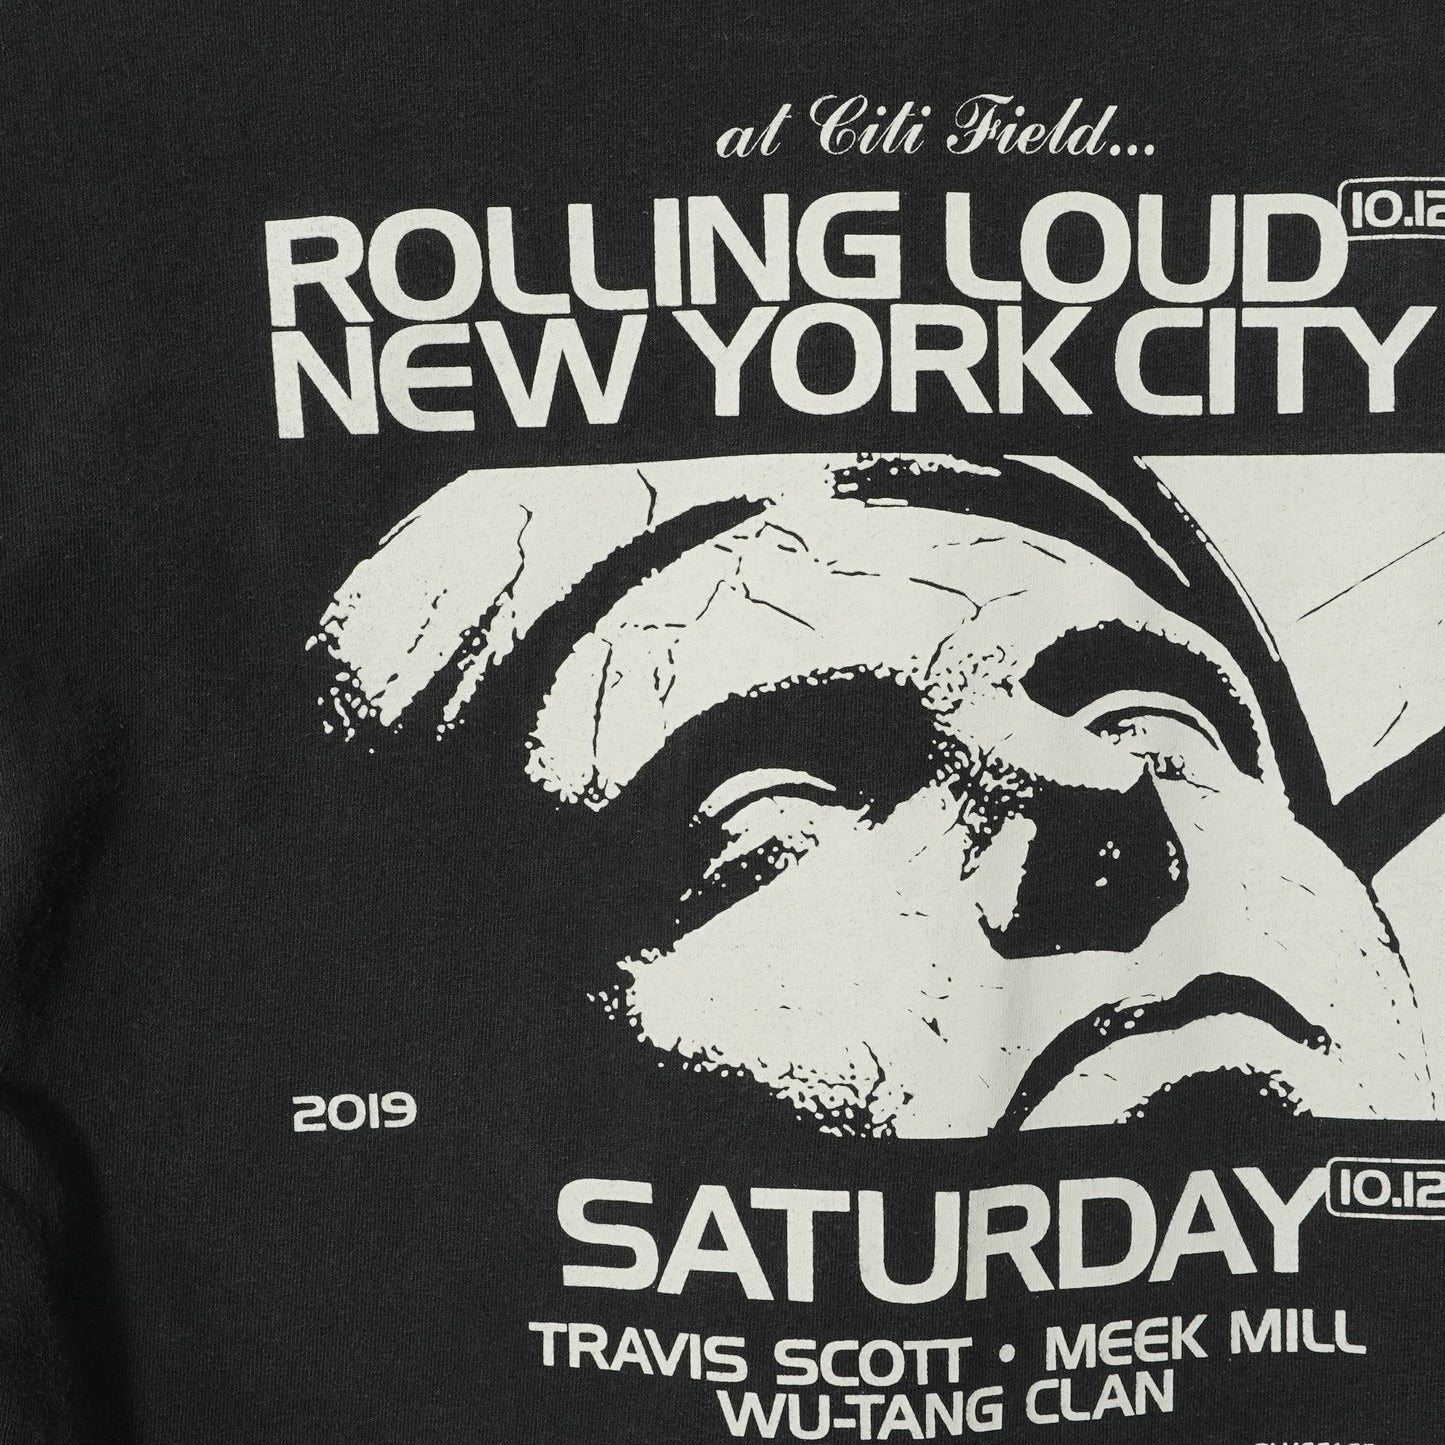 at Citi Field...
ROLLING LOUD 10.12
NEW YORK CITY
2019
SATURDAY 10.12
TRAVIS SCOTT • MEEK MILL
WU-TANG CLAN